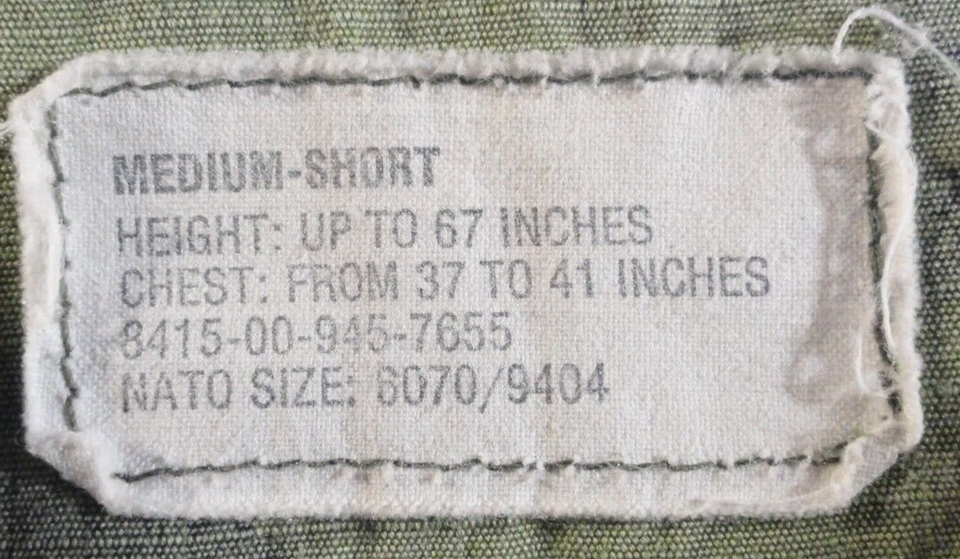 MEDIUM-SHORT
HEIGHT: UP TO 67 INCHES
CHEST: FROM 37 TO 41 INCHES
8415-00-945-7655
NATO SIZE: 6070/9404